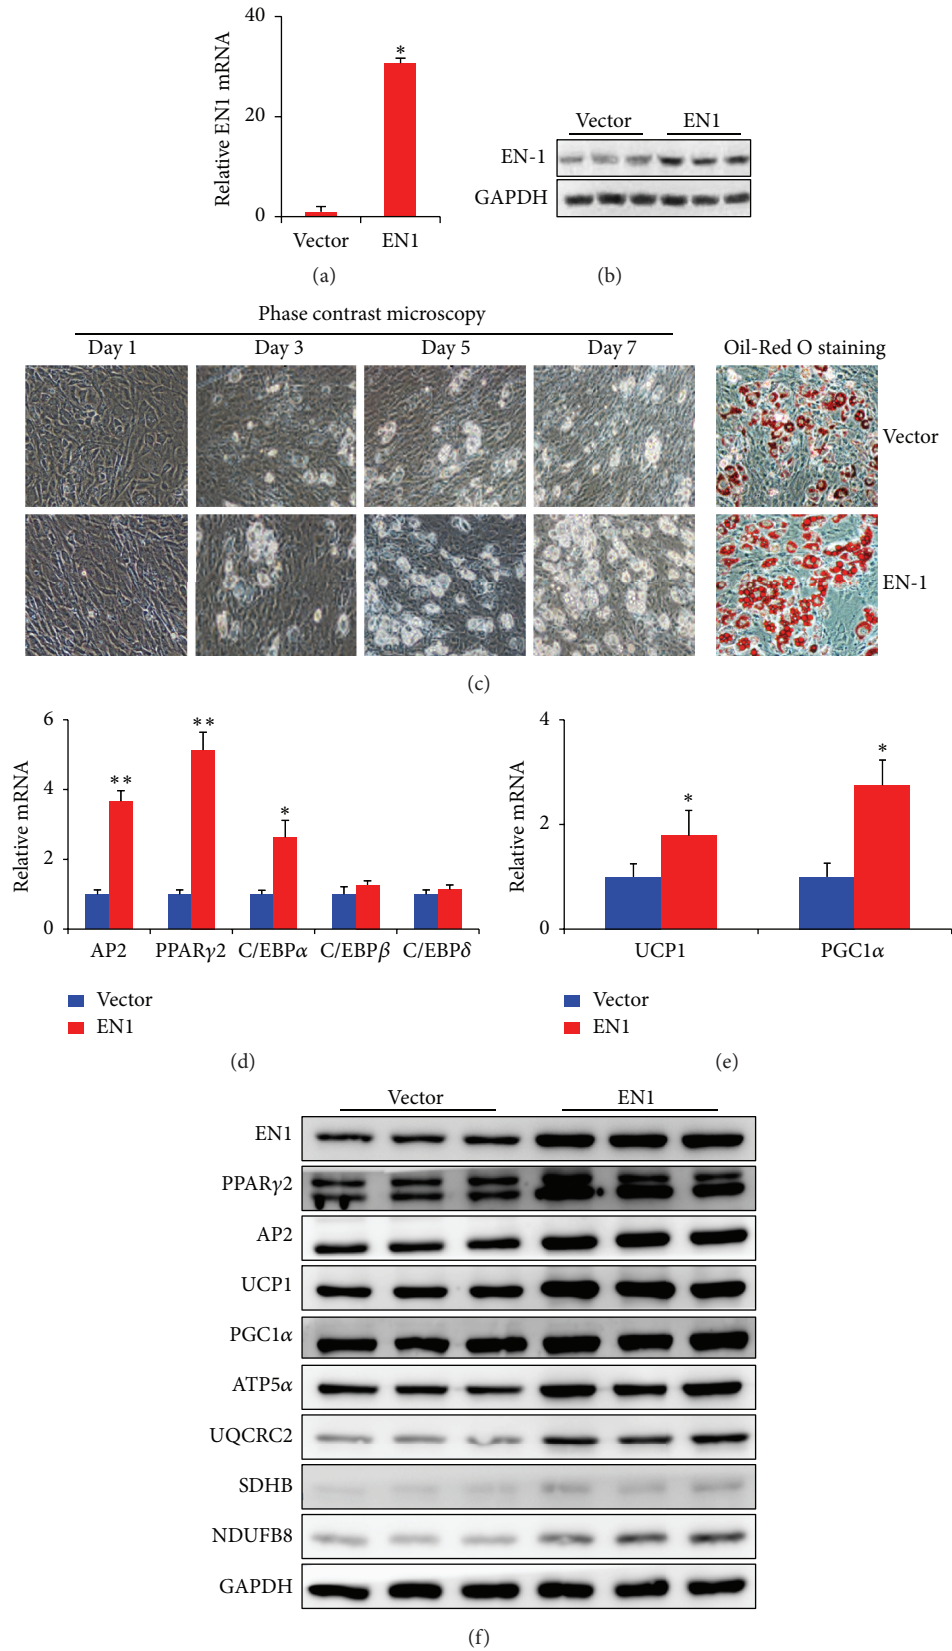 40
*
20
0
Relative EN1 mRNA
Vector EN1
(a)
Vector EN1
EN-1
GAPDH
(b)
Phase contrast microscopy
Day 1 Day 3 Day 5 Day 7 Oil-Red O staining
Vector
EN-1
(c)
6
4
2
0
Relative mRNA
** ** *
AP2 PPARγ2 C/EBPα C/EBPβ C/EBPδ
Vector
EN1
(d)
4
2
0
Relative mRNA
* *
UCP1 PGC1α
Vector
EN1
(e)
Vector EN1
EN1
PPARγ2
AP2
UCP1
PGC1α
ATP5α
UQCRC2
SDHB
NDUFB8
GAPDH
(f)